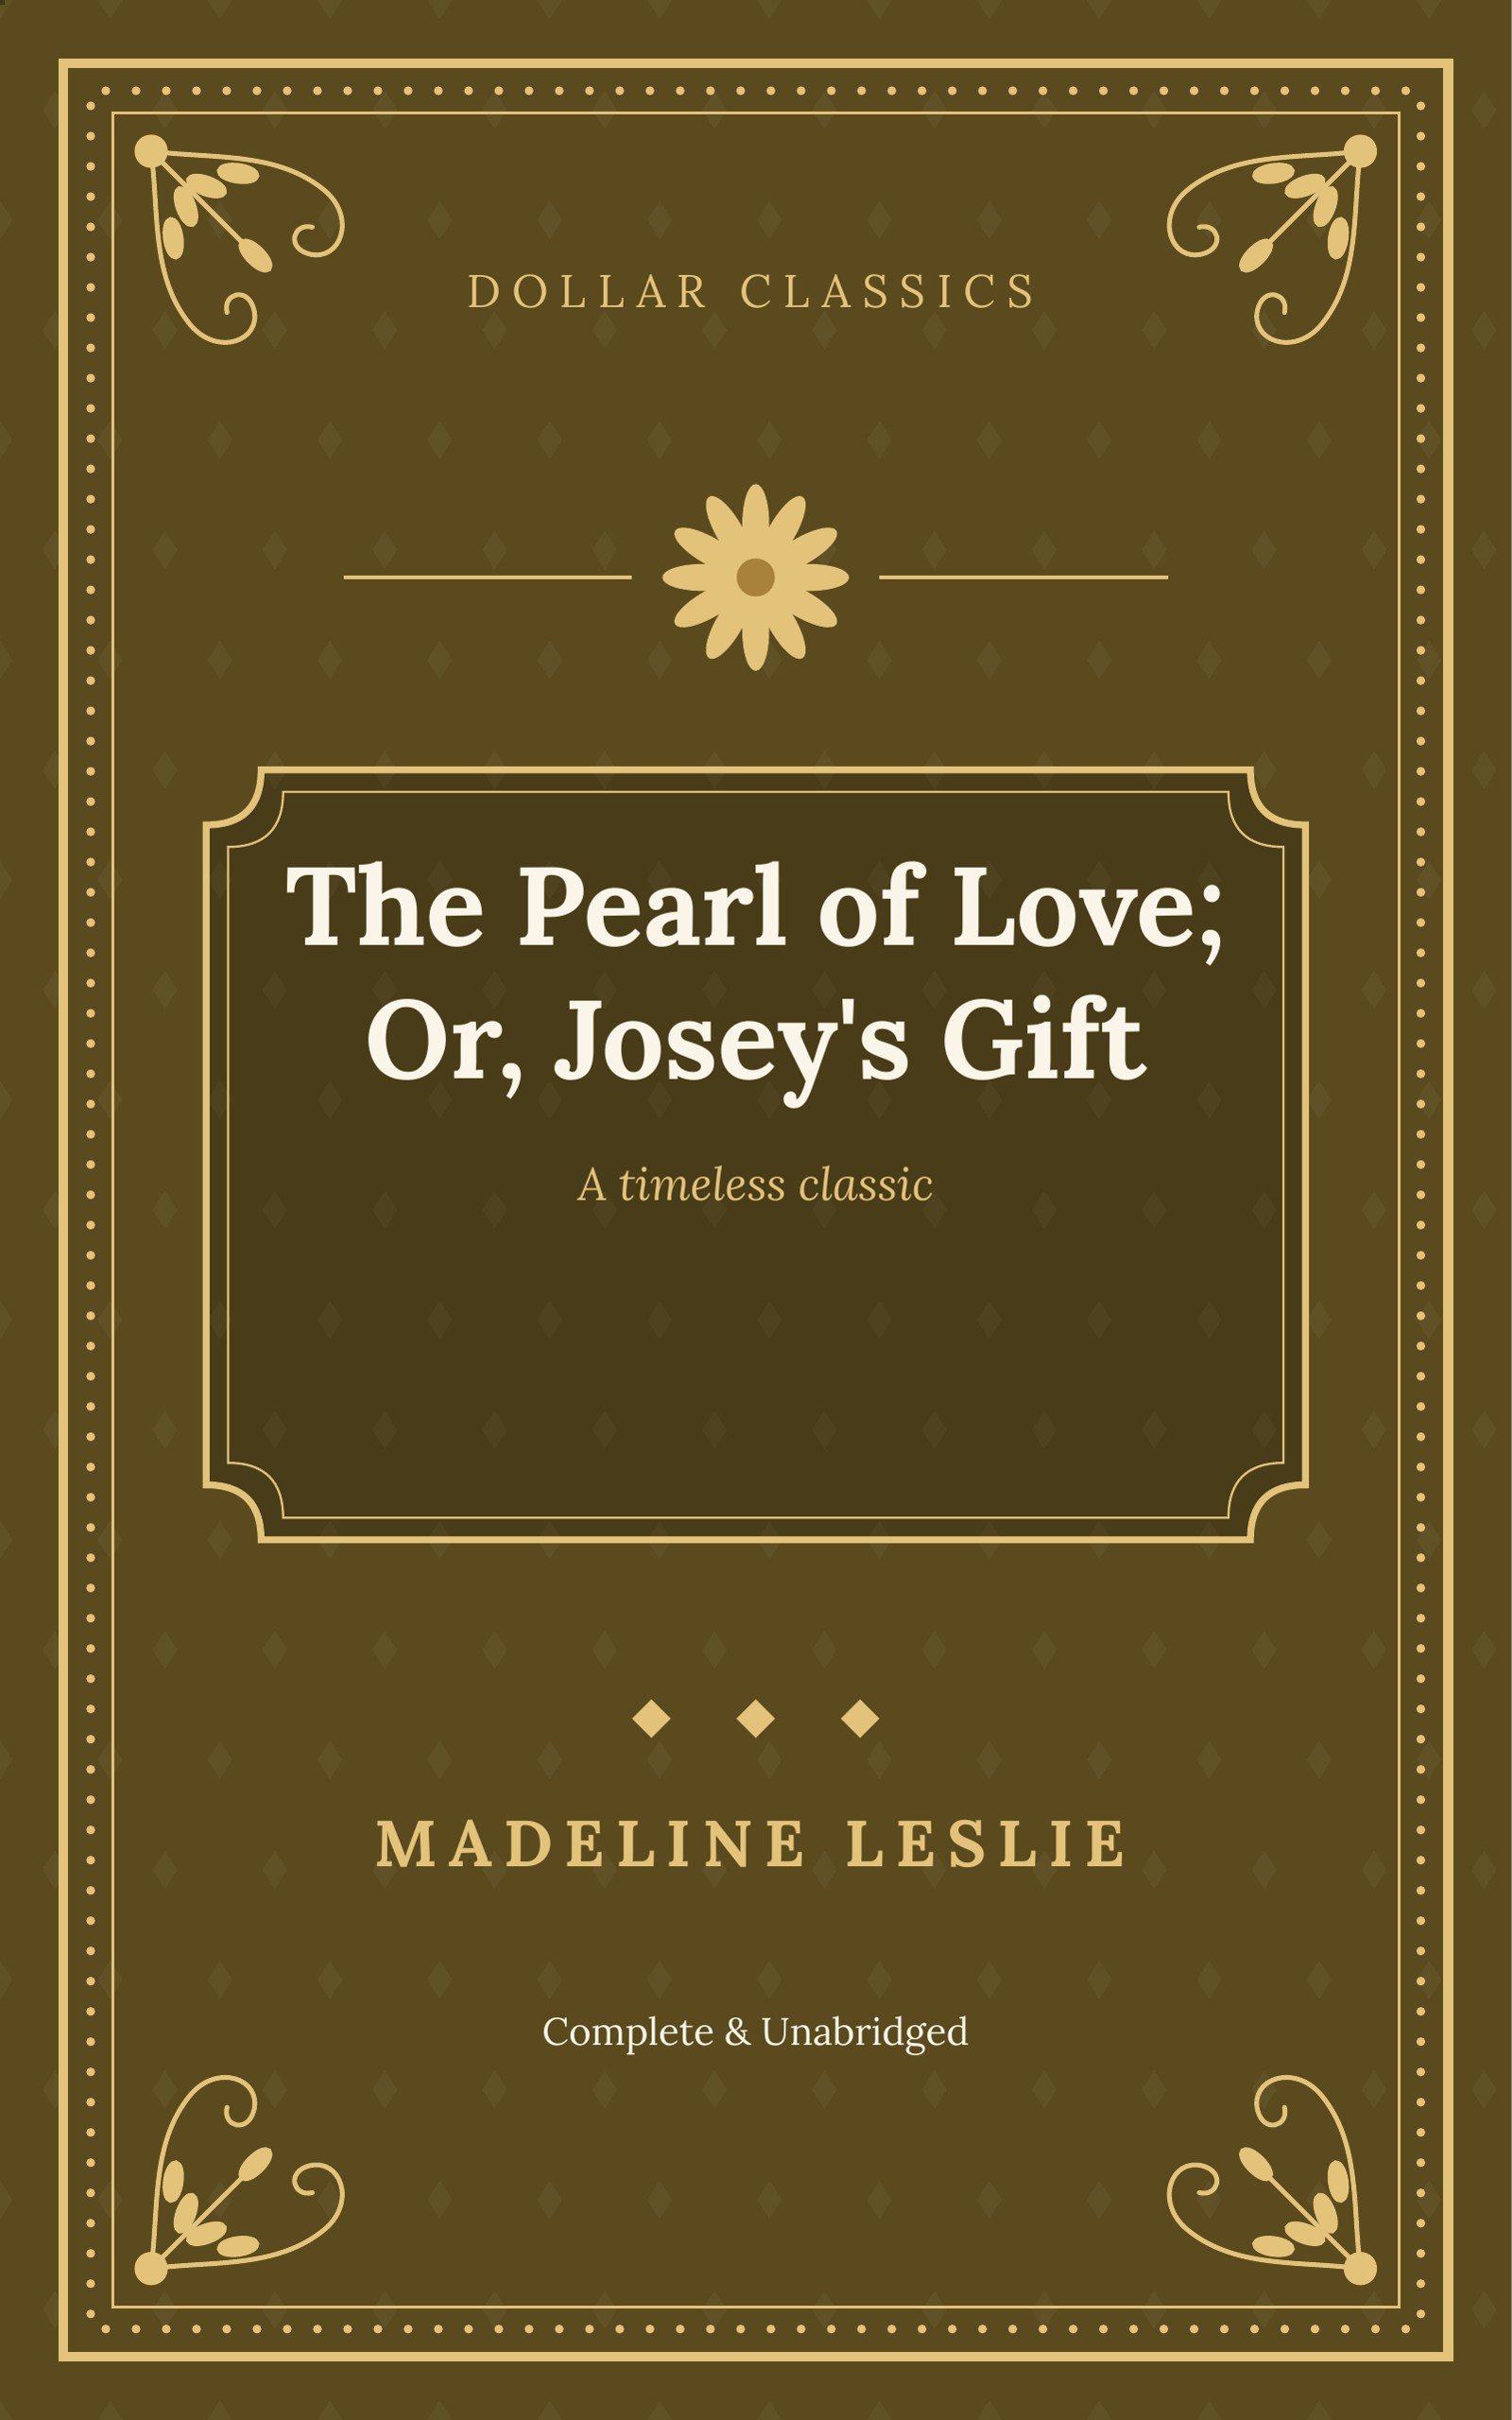 DOLLAR CLASSICS
The Pearl of Love;
Or, Josey's Gift
A timeless classic
MADELINE LESLIE
Complete & Unabridged